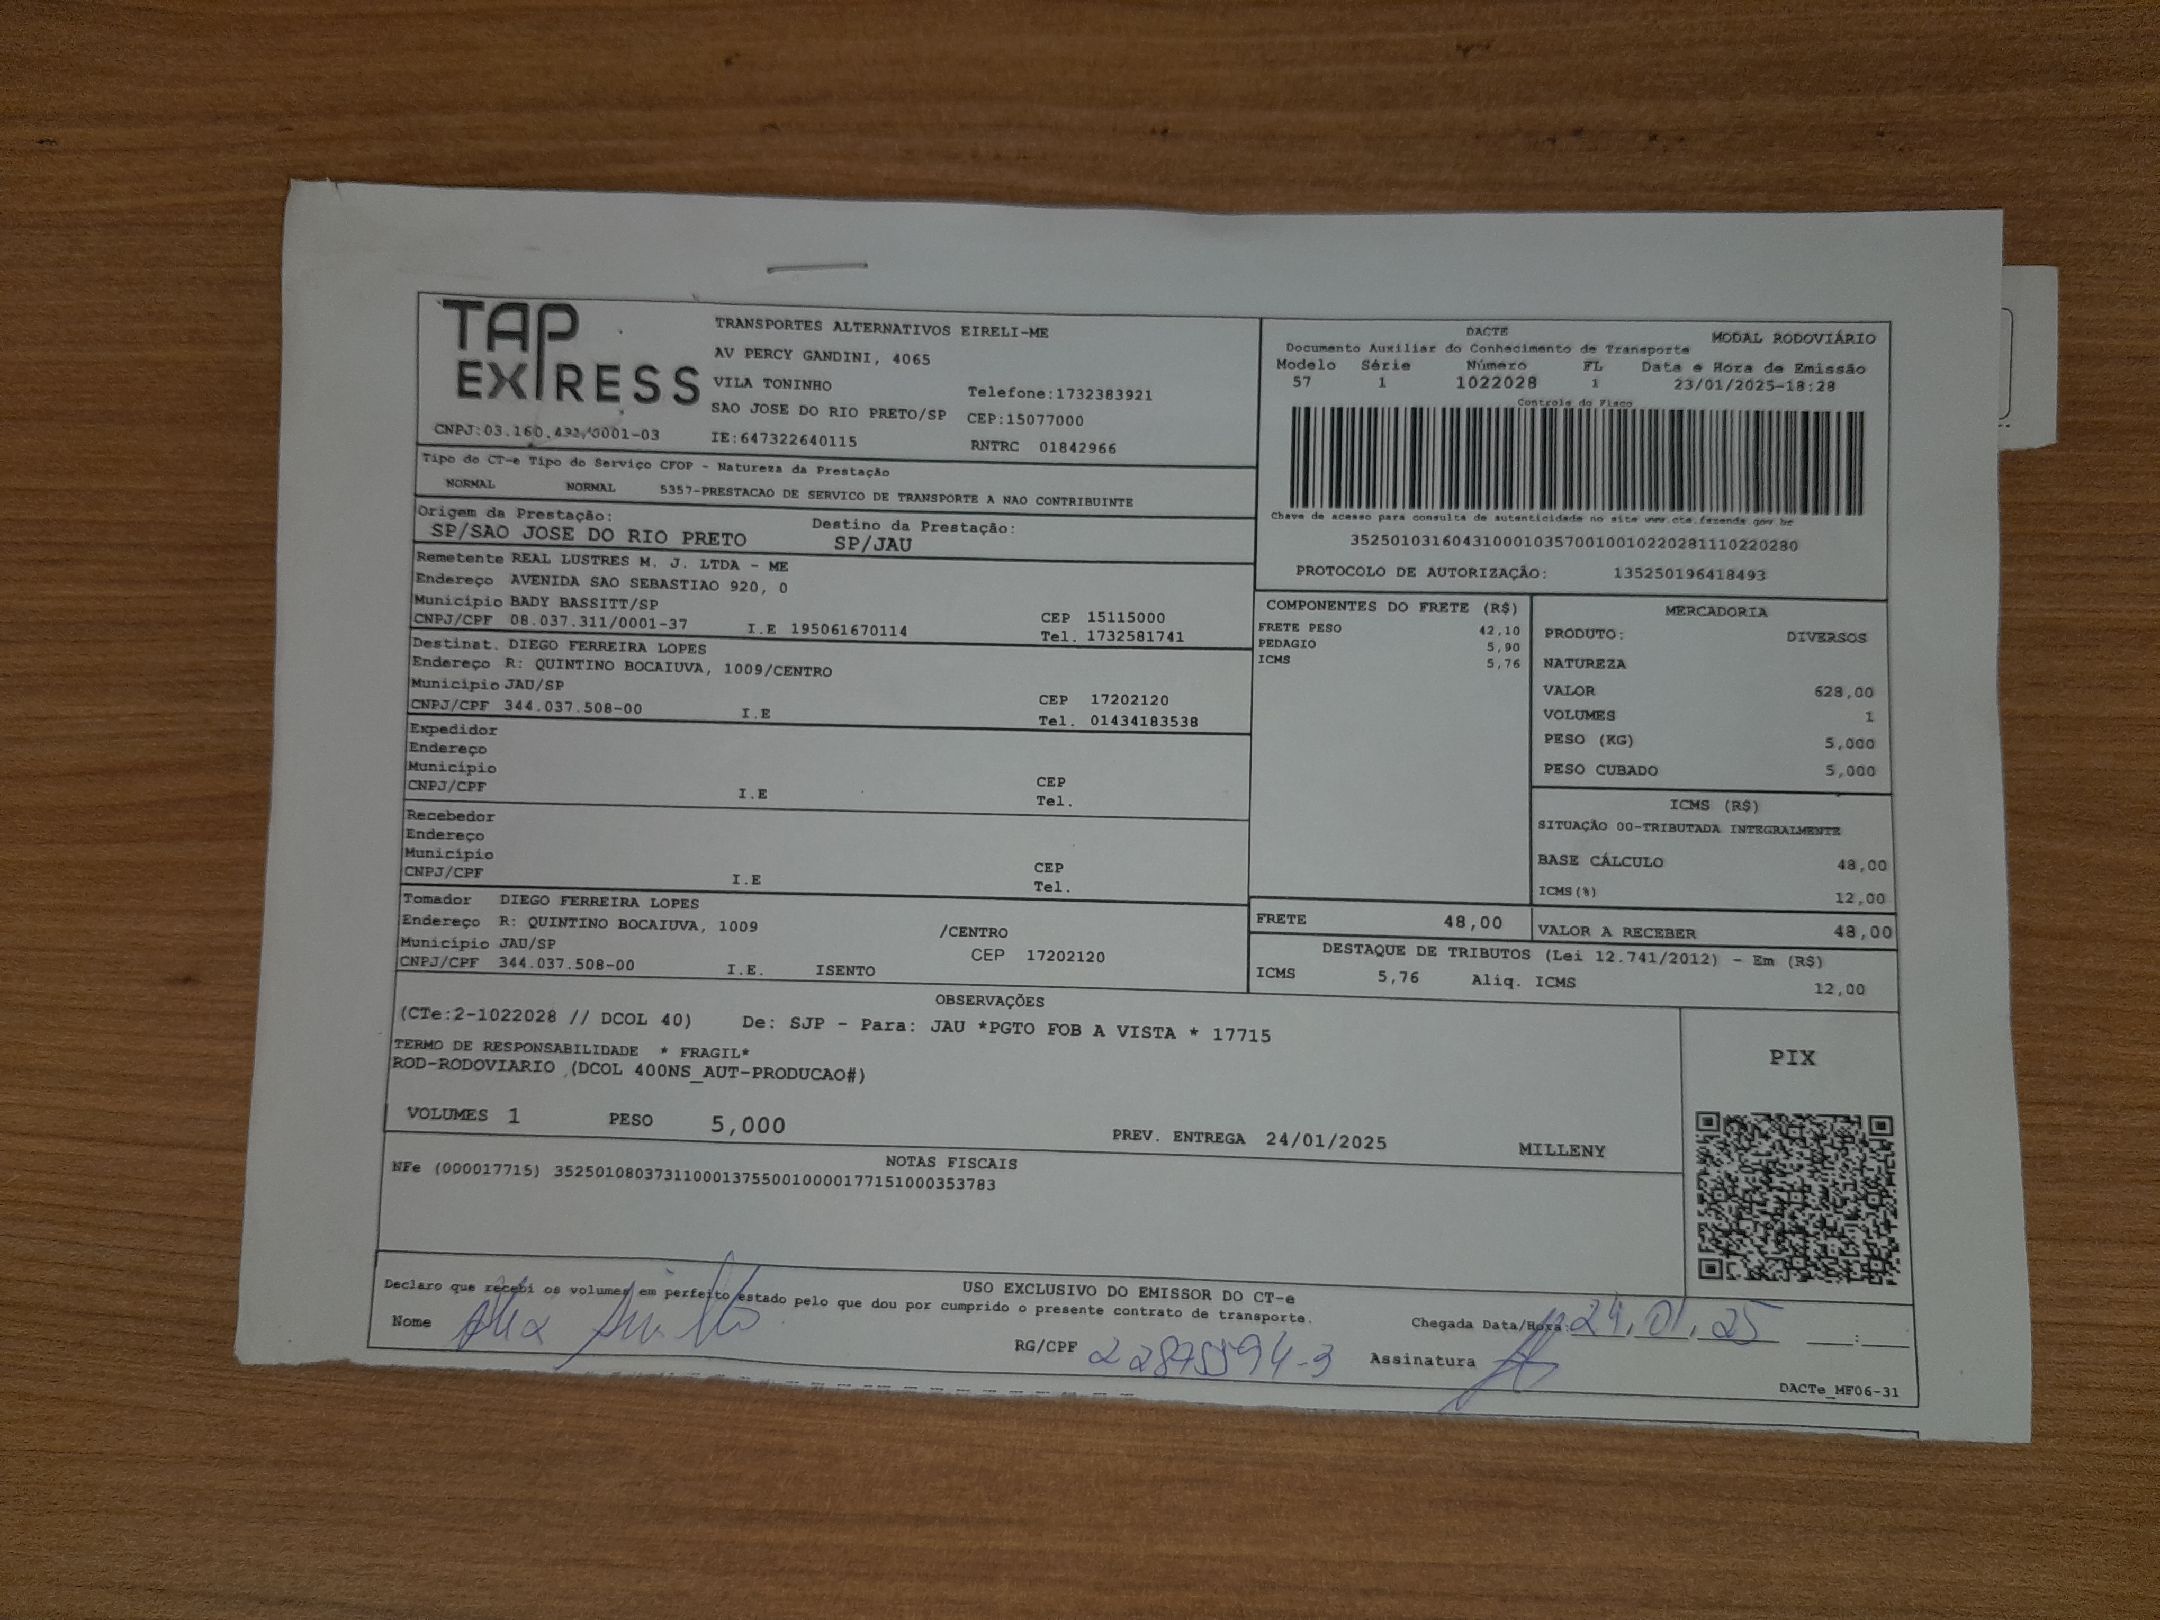 TAP EXPRESS
TRANSPORTES ALTERNATIVOS EIRELI-ME
AV PERCY GANDINI, 4065
VILA TONINHO
Telefone:1732383921
SAO JOSE DO RIO PRETO/SP CEP:15077000
CNPJ:03.160.431/0001-03 IE:647322640115 RNTRC 01842966
DACTE MODAL RODOVIÁRIO
Documento Auxiliar do Conhecimento de Transporte
Modelo Série Número FL Data e Hora de Emissão
57 1 1022028 1 23/01/2025-18:28
Controle do Fisco
Chave de acesso para consulta de autenticidade no site www.cte.fazenda.gov.br
35250103160431000103570010010220281110220280
PROTOCOLO DE AUTORIZAÇÃO: 135250196418493
Tipo do CT-e Tipo do Serviço CFOP - Natureza da Prestação
NORMAL NORMAL 5357-PRESTACAO DE SERVICO DE TRANSPORTE A NAO CONTRIBUINTE
Origem da Prestação: Destino da Prestação:
SP/SAO JOSE DO RIO PRETO SP/JAU
Remetente REAL LUSTRES M. J. LTDA - ME
Endereço AVENIDA SAO SEBASTIAO 920, 0
Município BADY BASSITT/SP CEP 15115000
CNPJ/CPF 08.037.311/0001-37 I.E 195061670114 Tel. 1732581741
Destinat. DIEGO FERREIRA LOPES
Endereço R: QUINTINO BOCAIUVA, 1009/CENTRO
Município JAU/SP CEP 17202120
CNPJ/CPF 344.037.508-00 I.E Tel. 01434183538
Expedidor
Endereço
Município CEP
CNPJ/CPF I.E Tel.
Recebedor
Endereço
Município CEP
CNPJ/CPF I.E Tel.
Tomador DIEGO FERREIRA LOPES
Endereço R: QUINTINO BOCAIUVA, 1009 /CENTRO
Município JAU/SP CEP 17202120
CNPJ/CPF 344.037.508-00 I.E. ISENTO
COMPONENTES DO FRETE (R$)
FRETE PESO 42,10
PEDAGIO 5,90
ICMS 5,76
MERCADORIA
PRODUTO: DIVERSOS
NATUREZA
VALOR 628,00
VOLUMES 1
PESO (KG) 5,000
PESO CUBADO 5,000
ICMS (R$)
SITUAÇÃO 00-TRIBUTADA INTEGRALMENTE
BASE CÁLCULO 48,00
ICMS(%) 12,00
FRETE 48,00 VALOR A RECEBER 48,00
DESTAQUE DE TRIBUTOS (Lei 12.741/2012) - Em (R$)
ICMS 5,76 Aliq. ICMS 12,00
OBSERVAÇÕES
(CTe:2-1022028 // DCOL 40) De: SJP - Para: JAU *PGTO FOB A VISTA * 17715
TERMO DE RESPONSABILIDADE * FRAGIL*
ROD-RODOVIARIO (DCOL 400NS_AUT-PRODUCAO#)
VOLUMES 1 PESO 5,000 PREV. ENTREGA 24/01/2025 MILLENY
PIX
NOTAS FISCAIS
NFe (000017715) 35250108037311000137550010000177151000353783
USO EXCLUSIVO DO EMISSOR DO CT-e
Declaro que recebi os volumes em perfeito estado pelo que dou por cumprido o presente contrato de transporte.
Nome RG/CPF 22875594-3 Assinatura Chegada Data/Hora: 24,01,25 :
DACTe_MF06-31